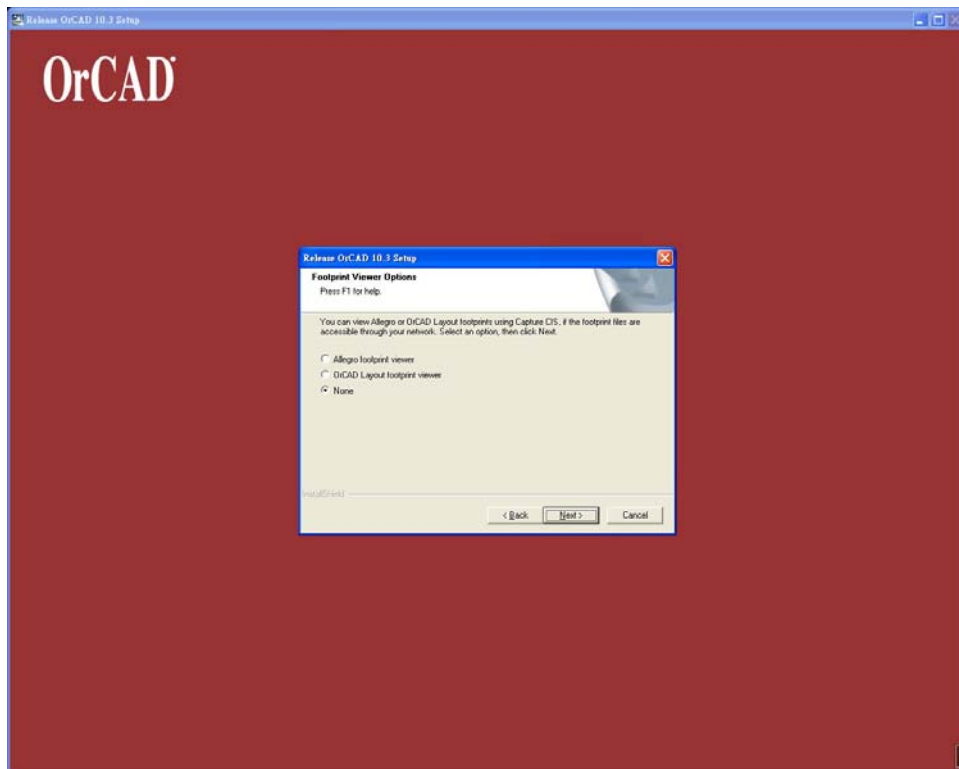 Release OrCAD 10.3 Setup
OrCAD
Release OrCAD 10.3 Setup
Footprint Viewer Options
Press F1 for help.
You can view Allegro or OrCAD Layout footprints using Capture CIS, if the footprint files are
accessible through your network. Select an option, then click Next.
Allegro footprint viewer
OrCAD Layout footprint viewer
None
InstallShield
< Back
Next >
Cancel